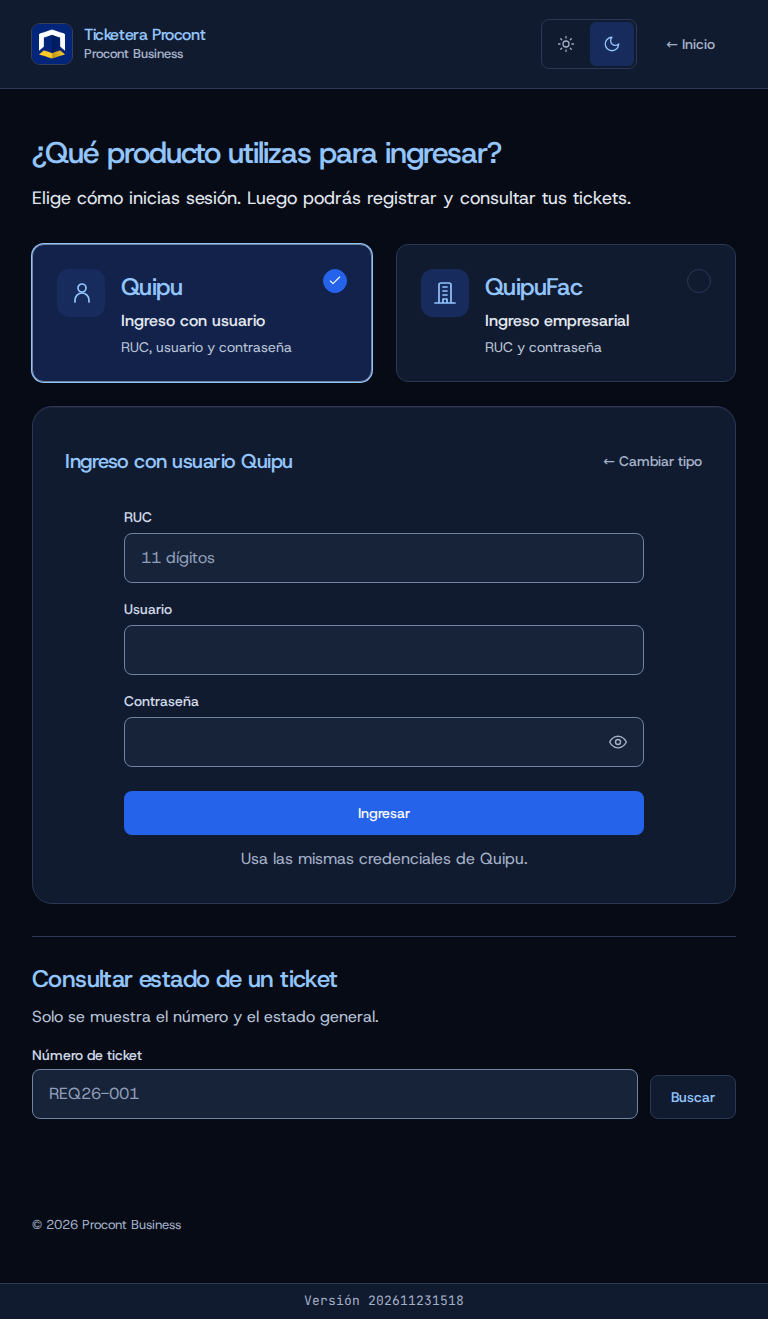 Ticketera Procont
Procont Business
← Inicio
¿Qué producto utilizas para ingresar?
Elige cómo inicias sesión. Luego podrás registrar y consultar tus tickets.
Quipu
Ingreso con usuario
RUC, usuario y contraseña
QuipuFac
Ingreso empresarial
RUC y contraseña
Ingreso con usuario Quipu
← Cambiar tipo
RUC
11 dígitos
Usuario
Contraseña
Ingresar
Usa las mismas credenciales de Quipu.
Consultar estado de un ticket
Solo se muestra el número y el estado general.
Número de ticket
REQ26-001
Buscar
© 2026 Procont Business
Versión 202611231518